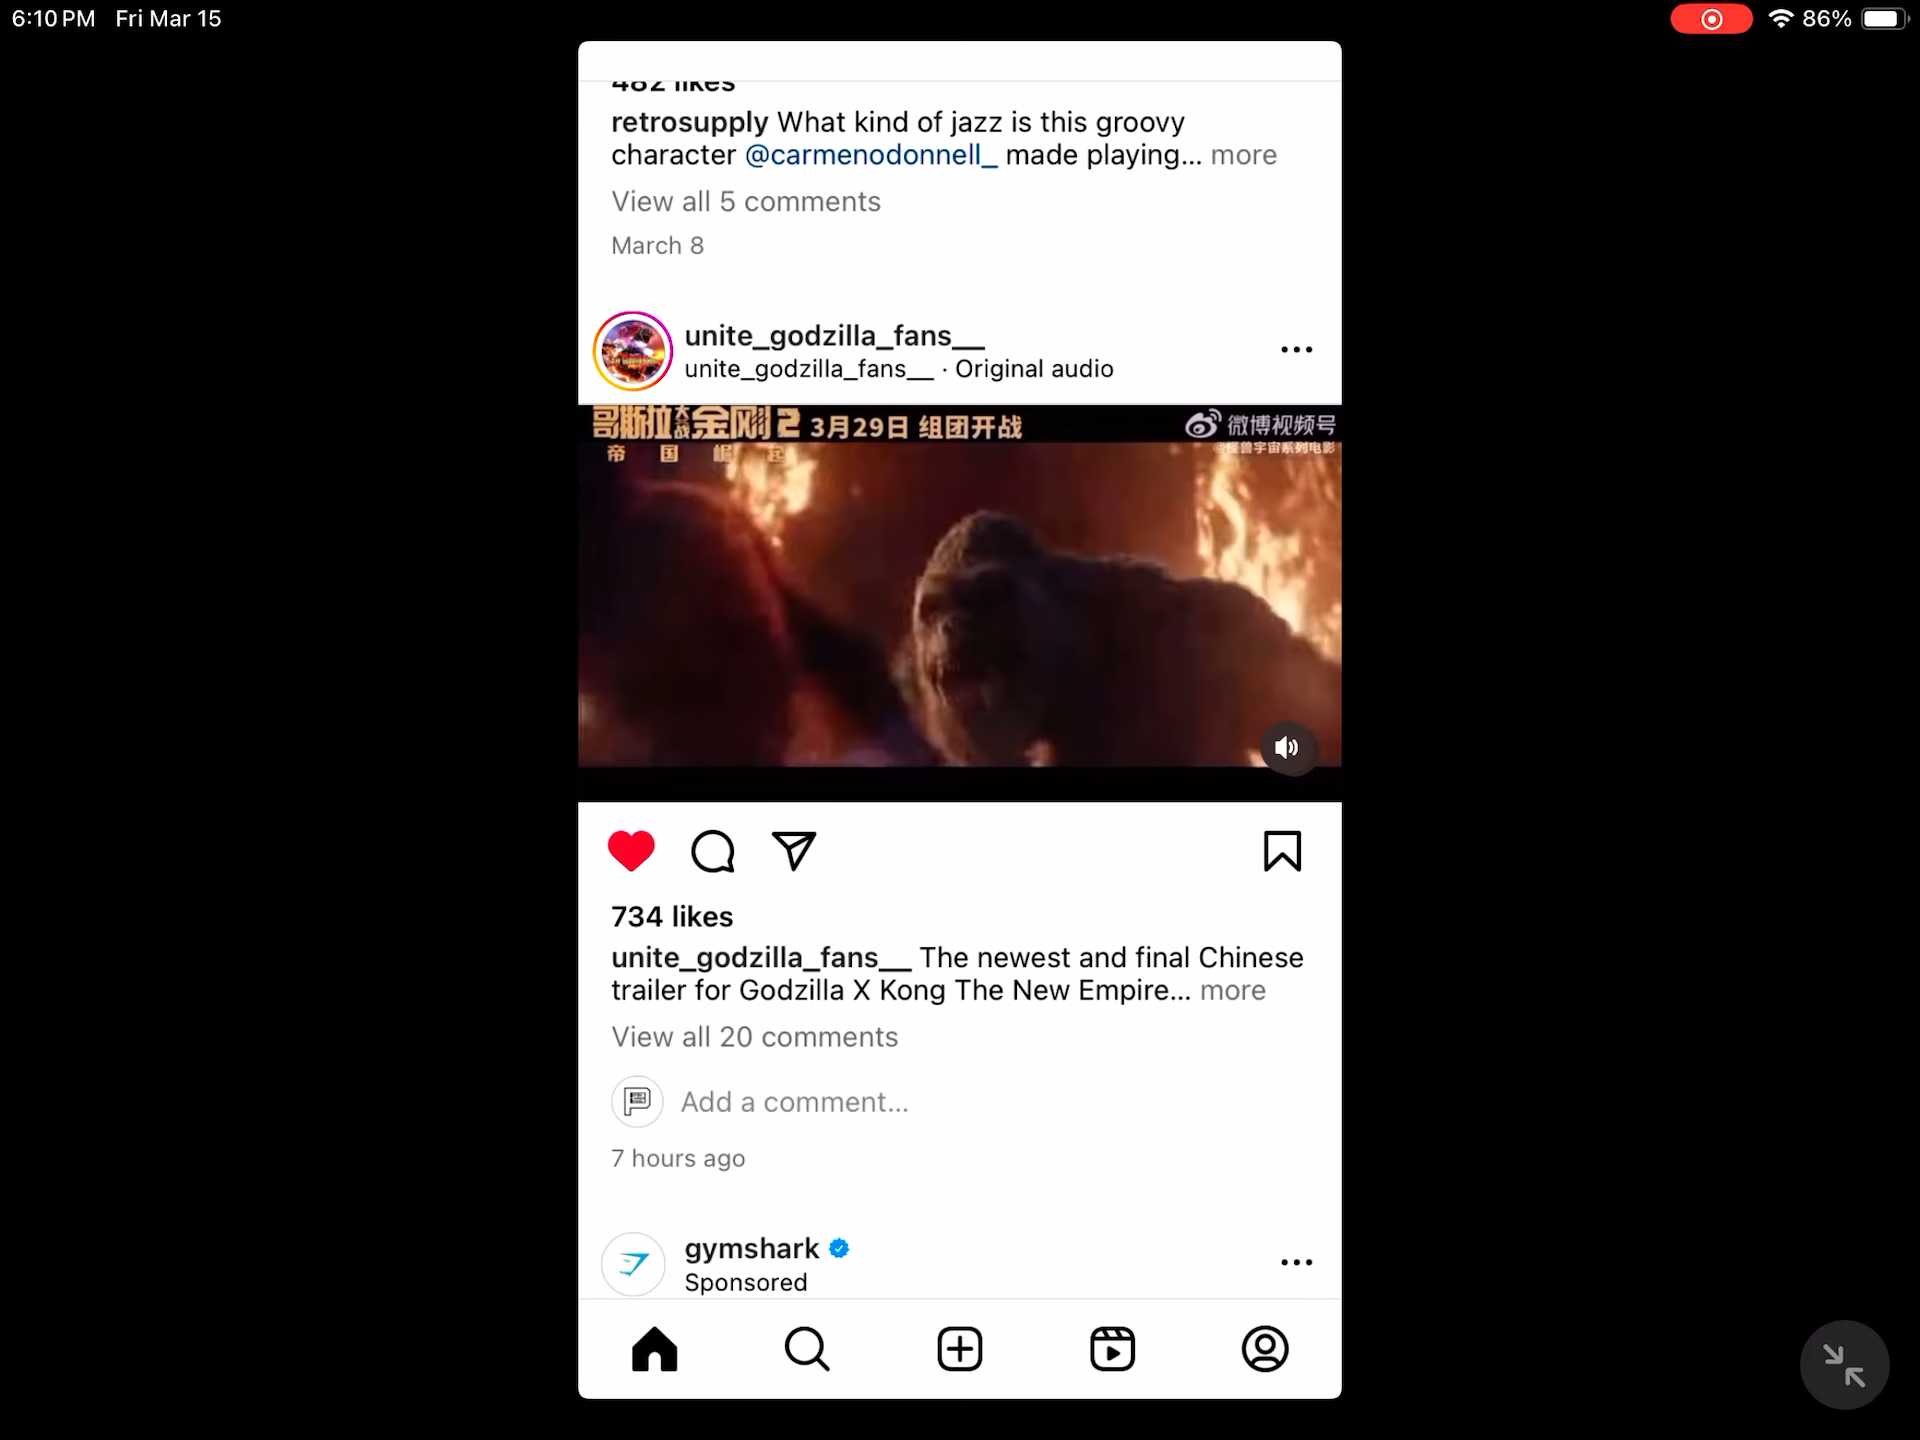 6:10 PM Fri Mar 15
86%
482 likes
retrosupply What kind of jazz is this groovy
character @carmenodonnell_ made playing... more
View all 5 comments
March 8
unite_godzilla_fans__
unite_godzilla_fans__ · Original audio
哥斯拉大战金刚2 3月29日 组团开战
微博视频号
帝国崛起
@怪兽宇宙系列电影
734 likes
unite_godzilla_fans__ The newest and final Chinese
trailer for Godzilla X Kong The New Empire... more
View all 20 comments
Add a comment...
7 hours ago
gymshark
Sponsored